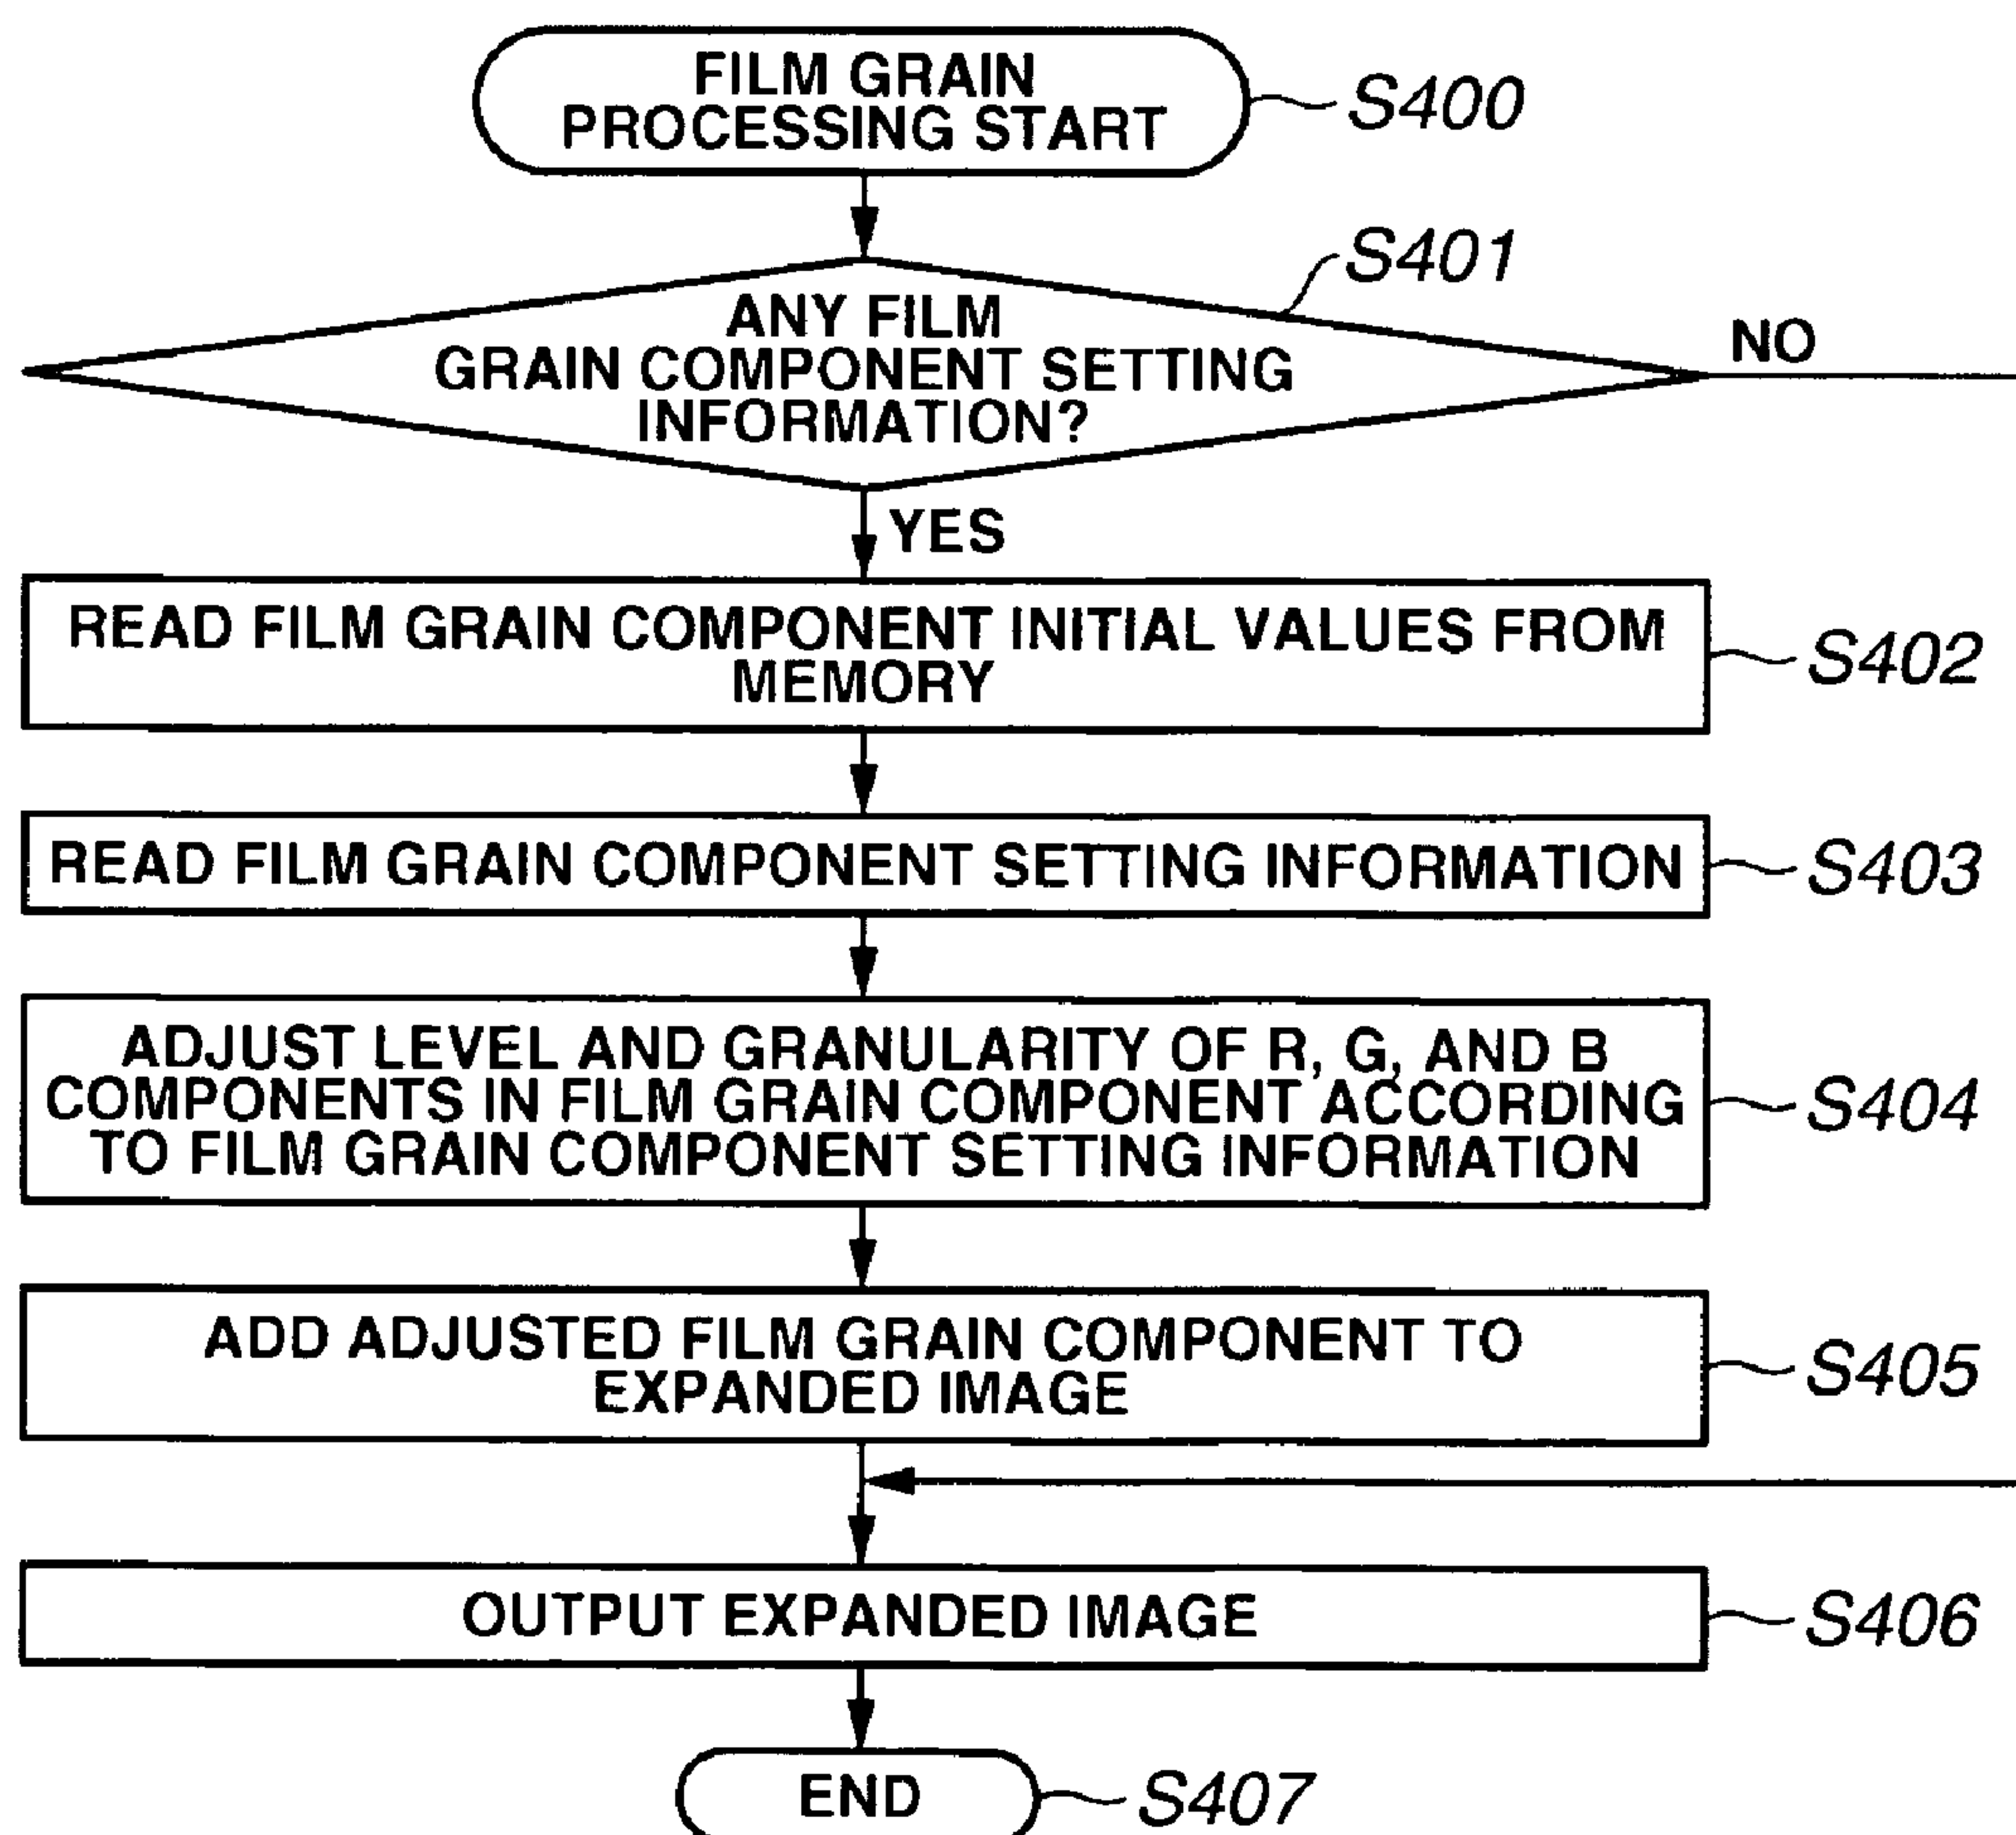 FILM GRAIN
PROCESSING START
S400
S401
ANY FILM
GRAIN COMPONENT SETTING
INFORMATION?
NO
YES
READ FILM GRAIN COMPONENT INITIAL VALUES FROM
MEMORY
S402
READ FILM GRAIN COMPONENT SETTING INFORMATION
S403
ADJUST LEVEL AND GRANULARITY OF R, G, AND B
COMPONENTS IN FILM GRAIN COMPONENT ACCORDING
TO FILM GRAIN COMPONENT SETTING INFORMATION
S404
ADD ADJUSTED FILM GRAIN COMPONENT TO
EXPANDED IMAGE
S405
OUTPUT EXPANDED IMAGE
S406
END
S407